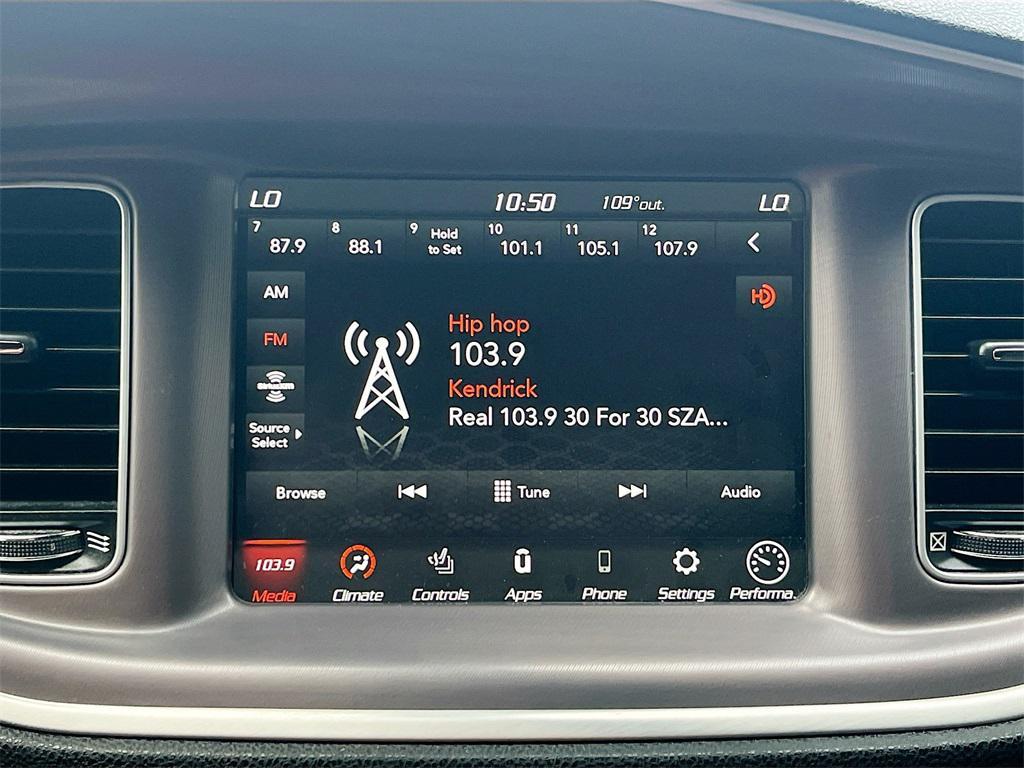 LO 10:50 109° out. LO
7 87.9 8 88.1 9 Hold to Set 10 101.1 11 105.1 12 107.9
AM
HD
FM
SiriusXM
Source
Select
Hip hop
103.9
Kendrick
Real 103.9 30 For 30 SZA...
Browse Tune Audio
103.9
Media Climate Controls Apps Phone Settings Performa.